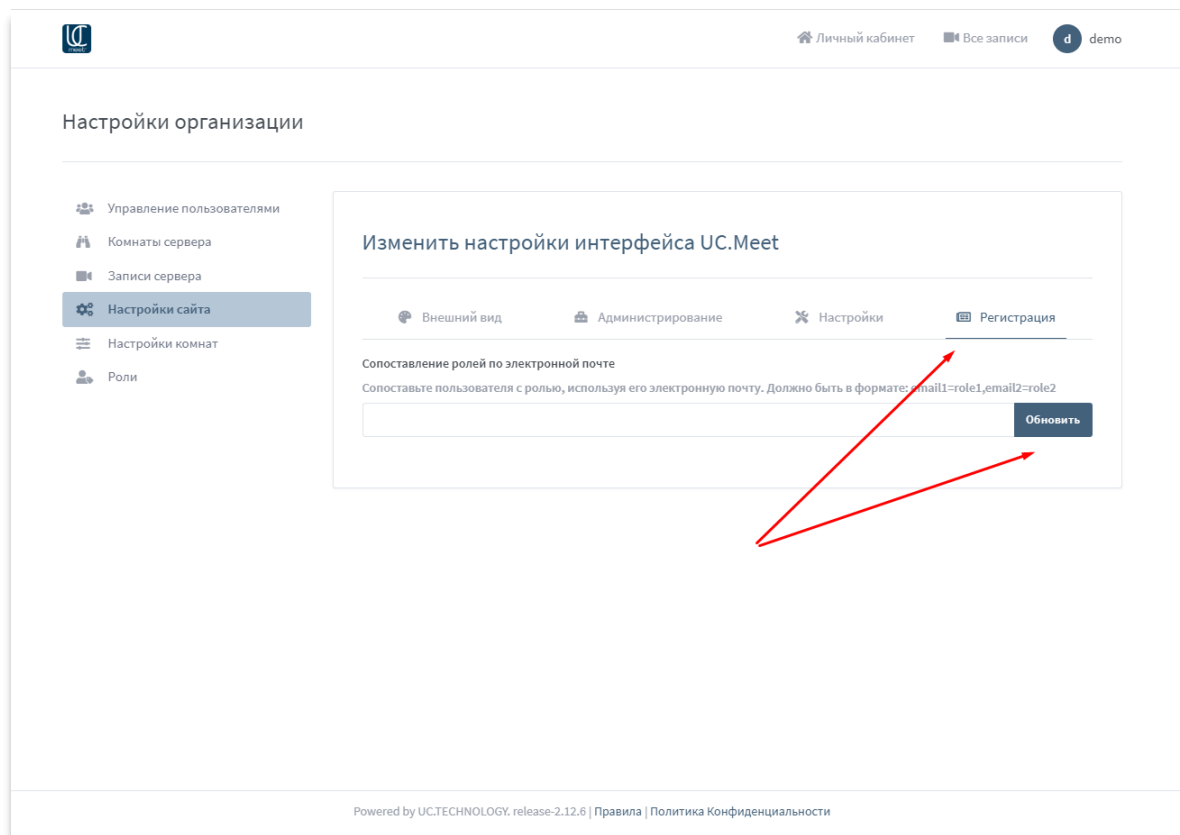 UC
meet
Личный кабинет Все записи d demo
Настройки организации
Управление пользователями
Комнаты сервера
Записи сервера
Настройки сайта
Настройки комнат
Роли
Изменить настройки интерфейса UC.Meet
Внешний вид Администрирование Настройки Регистрация
Сопоставление ролей по электронной почте
Сопоставьте пользователя с ролью, используя его электронную почту. Должно быть в формате: email1=role1,email2=role2
Обновить
Powered by UC.TECHNOLOGY. release-2.12.6 | Правила | Политика Конфиденциальности